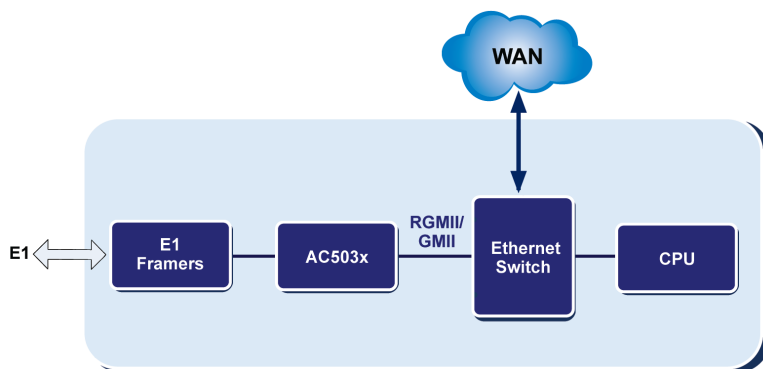 WAN
E1
E1
Framers
AC503x
RGMII/
GMII
Ethernet
Switch
CPU